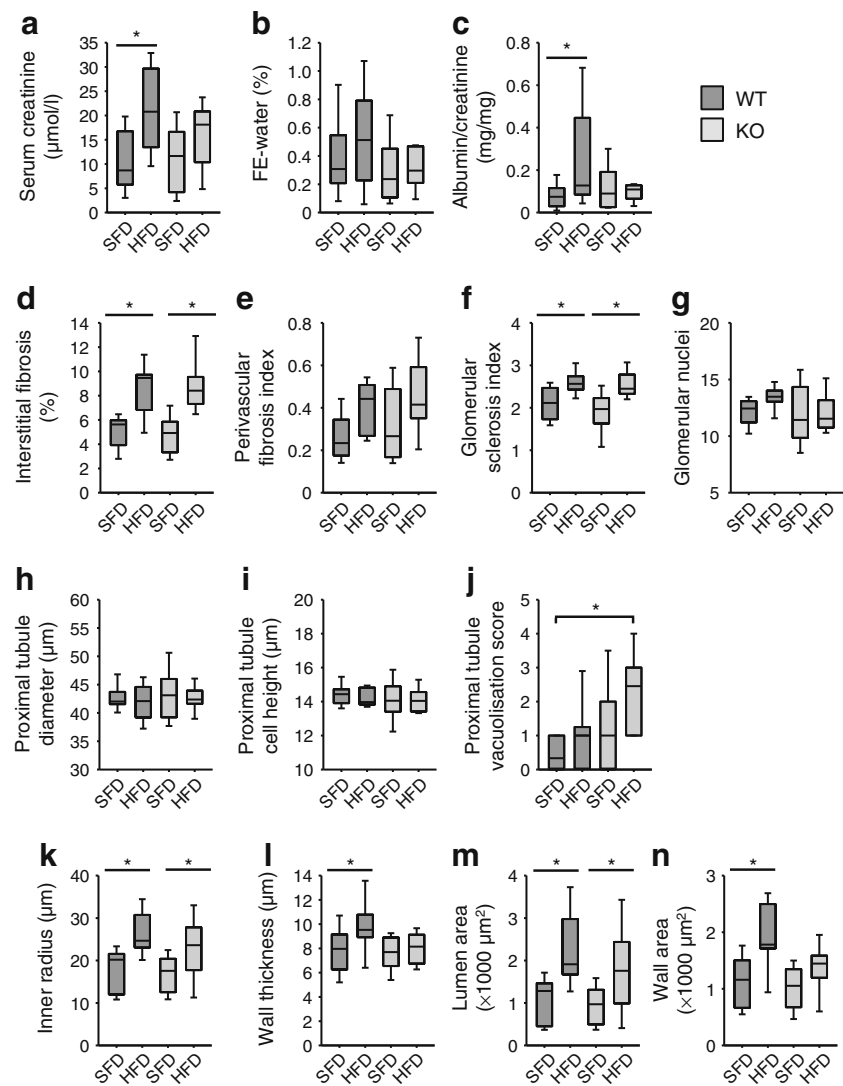 a
Serum creatinine
(µmol/l)
35
30
25
20
15
10
5
0
*
SFD
HFD
SFD
HFD
b
FE-water (%)
1.2
1.0
0.8
0.6
0.4
0.2
0
SFD
HFD
SFD
HFD
c
Albumin/creatinine
(mg/mg)
0.8
0.6
0.4
0.2
0
*
SFD
HFD
SFD
HFD
WT
KO
d
Interstitial fibrosis
(%)
14
12
10
8
6
4
2
0
*
*
SFD
HFD
SFD
HFD
e
Perivascular
fibrosis index
0.8
0.6
0.4
0.2
0
SFD
HFD
SFD
HFD
f
Glomerular
sclerosis index
4
3
2
1
0
*
*
SFD
HFD
SFD
HFD
g
Glomerular nuclei
20
15
10
5
SFD
HFD
SFD
HFD
h
Proximal tubule
diameter (µm)
60
55
50
45
40
35
30
SFD
HFD
SFD
HFD
i
Proximal tubule
cell height (µm)
20
18
16
14
12
10
SFD
HFD
SFD
HFD
j
Proximal tubule
vacuolisation score
5
4
3
2
1
0
*
SFD
HFD
SFD
HFD
k
Inner radius (µm)
40
30
20
10
0
*
*
SFD
HFD
SFD
HFD
l
Wall thickness (µm)
14
12
10
8
6
4
2
0
*
SFD
HFD
SFD
HFD
m
Lumen area
(×1000 µm²)
4
3
2
1
0
*
*
SFD
HFD
SFD
HFD
n
Wall area
(×1000 µm²)
3
2
1
0
*
SFD
HFD
SFD
HFD